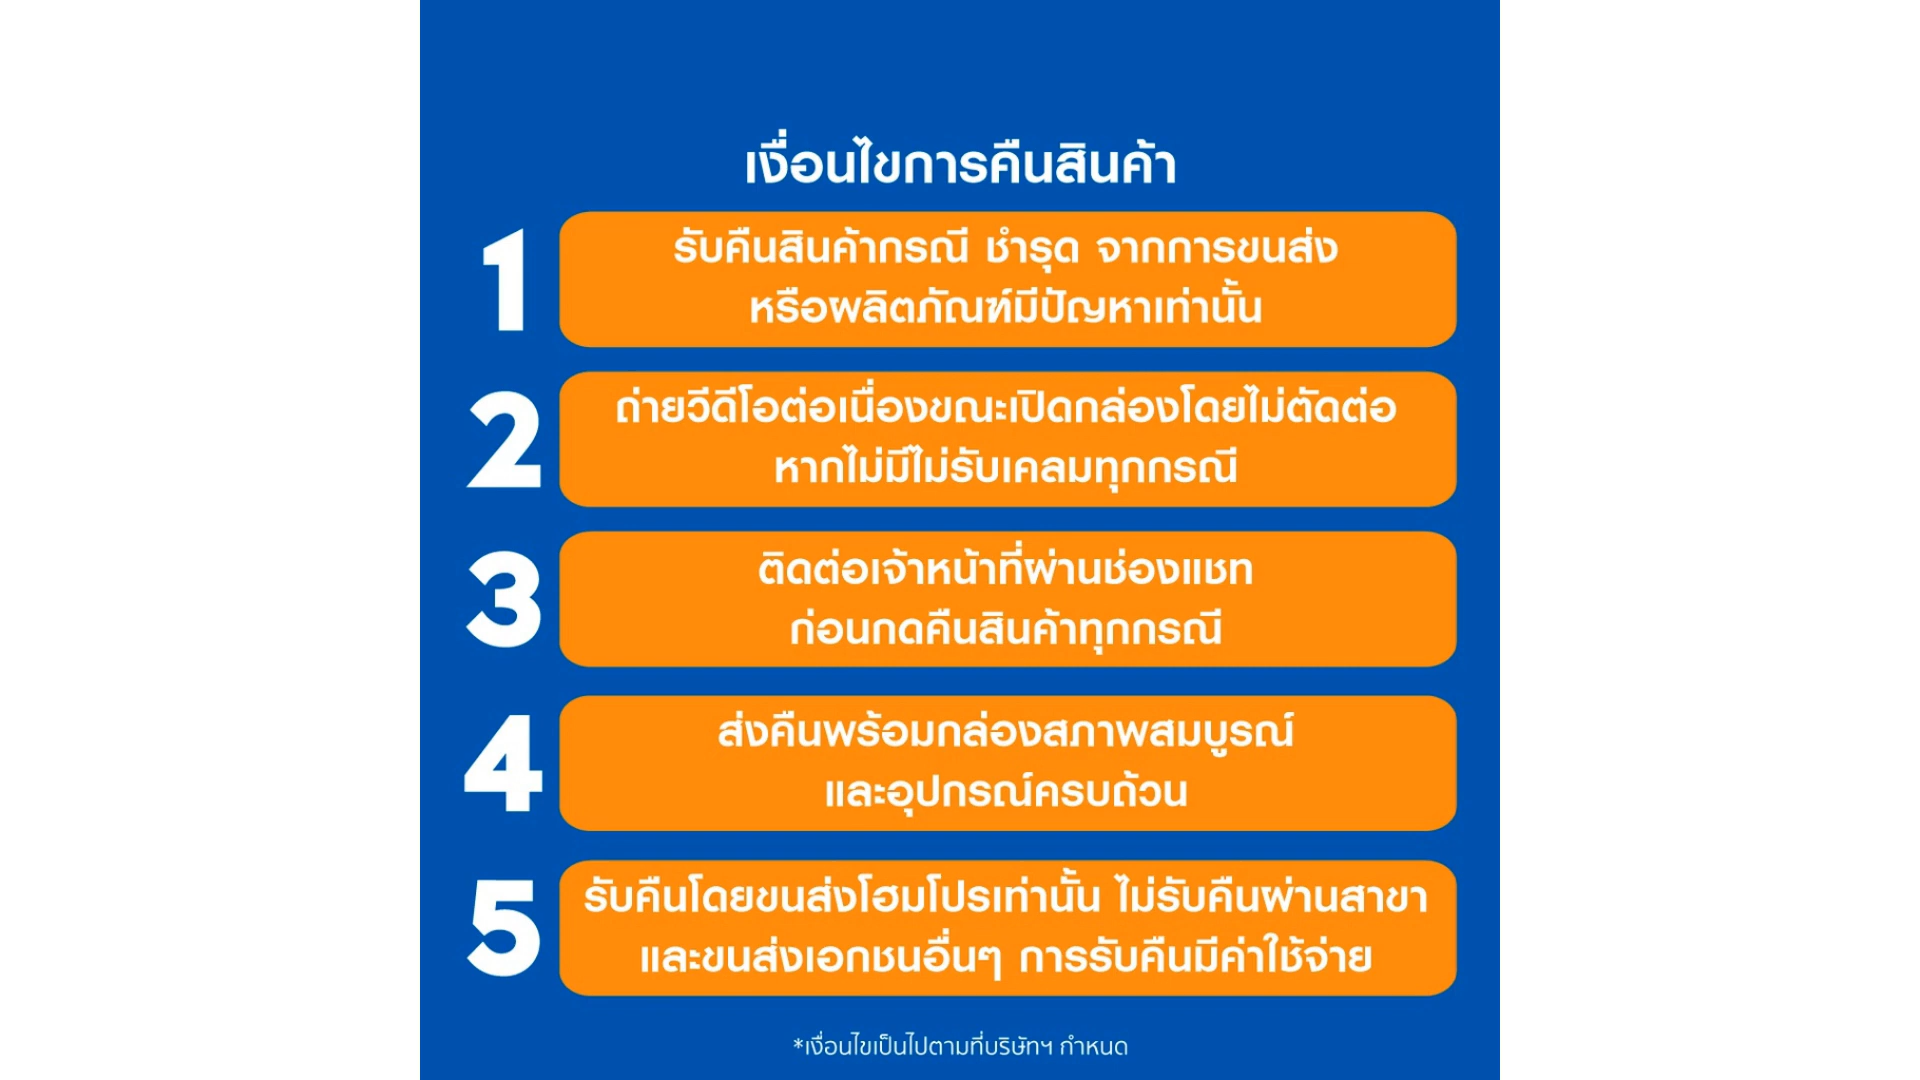 เงื่อนไขการคืนสินค้า
1
รับคืนสินค้ากรณี ชำรุด จากการขนส่ง
หรือผลิตภัณฑ์มีปัญหาเท่านั้น
2
ถ่ายวีดีโอต่อเนื่องขณะเปิดกล่องโดยไม่ตัดต่อ
หากไม่มีไม่รับเคลมทุกกรณี
3
ติดต่อเจ้าหน้าที่ผ่านช่องแชท
ก่อนกดคืนสินค้าทุกกรณี
4
ส่งคืนพร้อมกล่องสภาพสมบูรณ์
และอุปกรณ์ครบถ้วน
5
รับคืนโดยขนส่งโฮมโปรเท่านั้น ไม่รับคืนผ่านสาขา
และขนส่งเอกชนอื่นๆ การรับคืนมีค่าใช้จ่าย
*เงื่อนไขเป็นไปตามที่บริษัทฯ กำหนด